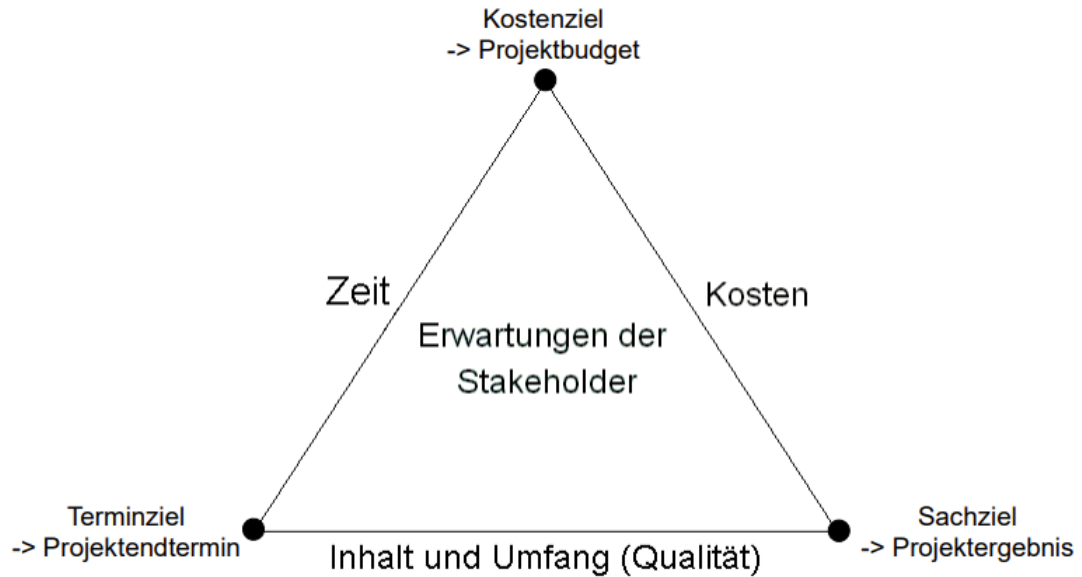 Kostenziel
-> Projektbudget
Zeit
Kosten
Erwartungen der
Stakeholder
Terminziel
-> Projektendtermin
Sachziel
-> Projektergebnis
Inhalt und Umfang (Qualität)